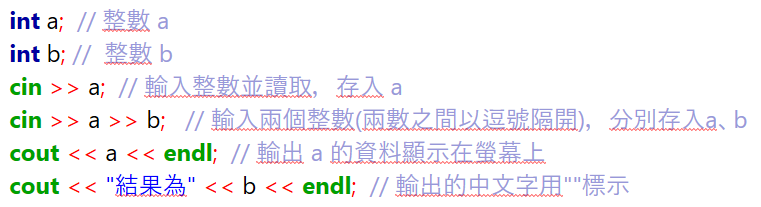 int a; // 整數 a
int b; // 整數 b
cin >> a; // 輸入整數並讀取，存入 a
cin >> a >> b; // 輸入兩個整數(兩數之間以逗號隔開)，分別存入a、b
cout << a << endl; // 輸出 a 的資料顯示在螢幕上
cout << "結果為" << b << endl; // 輸出的中文字用""標示